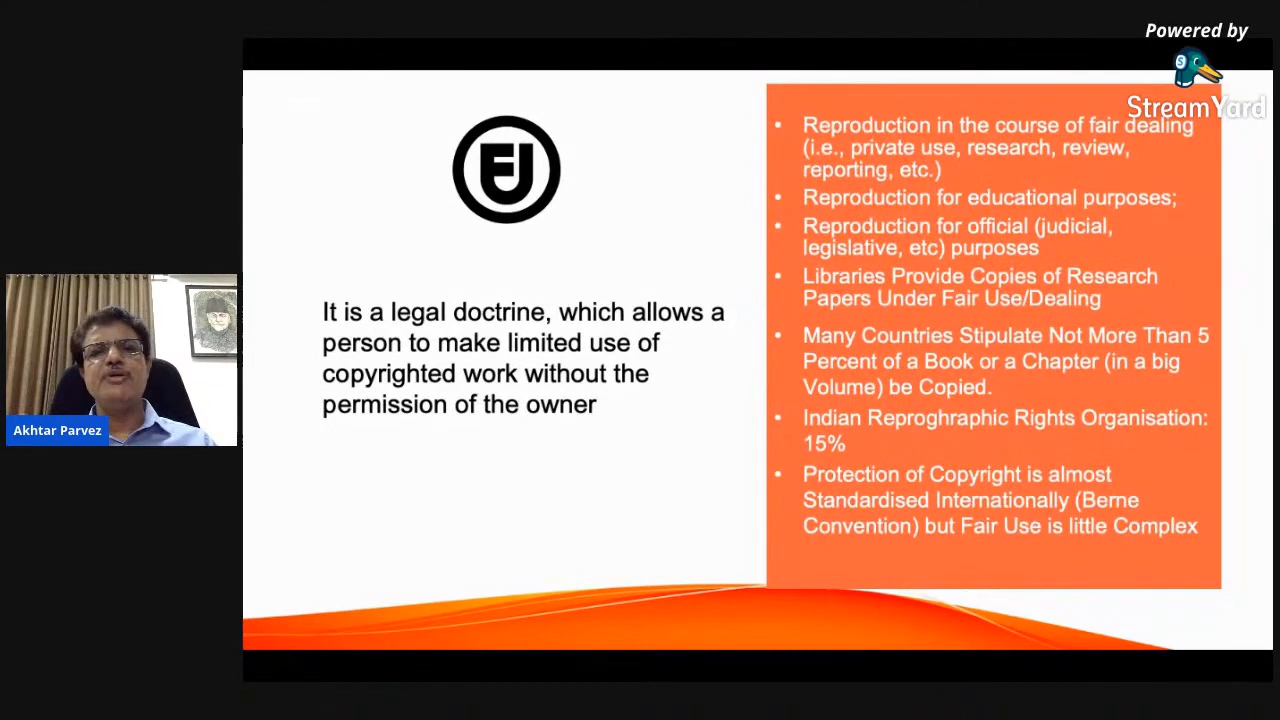 Powered by
StreamYard
FU
It is a legal doctrine, which allows a
person to make limited use of
copyrighted work without the
permission of the owner
• Reproduction in the course of fair dealing
(i.e., private use, research, review,
reporting, etc.)
• Reproduction for educational purposes;
• Reproduction for official (judicial,
legislative, etc) purposes
• Libraries Provide Copies of Research
Papers Under Fair Use/Dealing
• Many Countries Stipulate Not More Than 5
Percent of a Book or a Chapter (in a big
Volume) be Copied.
• Indian Reproghraphic Rights Organisation:
15%
• Protection of Copyright is almost
Standardised Internationally (Berne
Convention) but Fair Use is little Complex
Akhtar Parvez